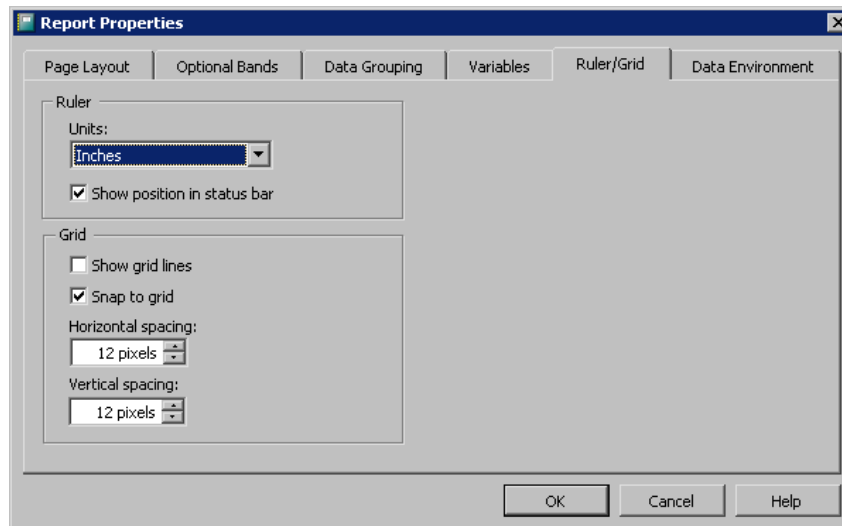 Report Properties
Page Layout Optional Bands Data Grouping Variables Ruler/Grid Data Environment
Ruler
Units:
Inches
Show position in status bar
Grid
Show grid lines
Snap to grid
Horizontal spacing:
12 pixels
Vertical spacing:
12 pixels
OK Cancel Help